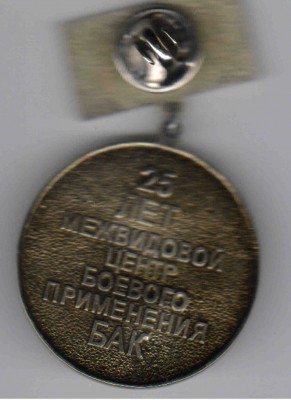 25
ЛЕТ
МЕЖВИДОВОЙ
ЦЕНТР
БОЕВОГО
ПРИМЕНЕНИЯ
БАК